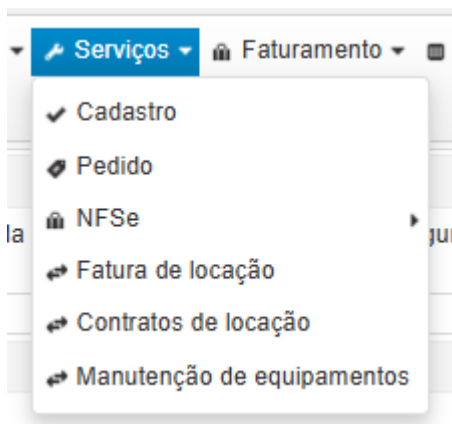 Serviços Faturamento
Cadastro
Pedido
NFSe
Fatura de locação
Contratos de locação
Manutenção de equipamentos